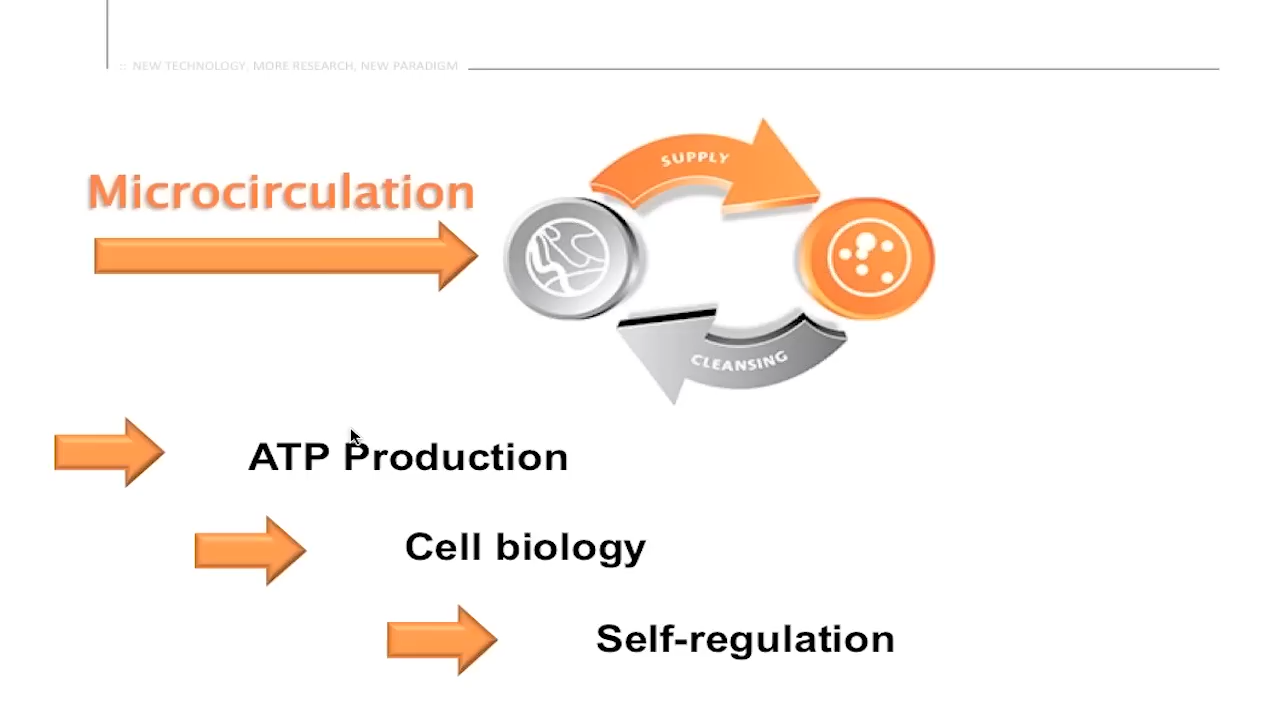 :: NEW TECHNOLOGY. MORE RESEARCH, NEW PARADIGM
Microcirculation
SUPPLY
CLEANSING
ATP Production
Cell biology
Self-regulation